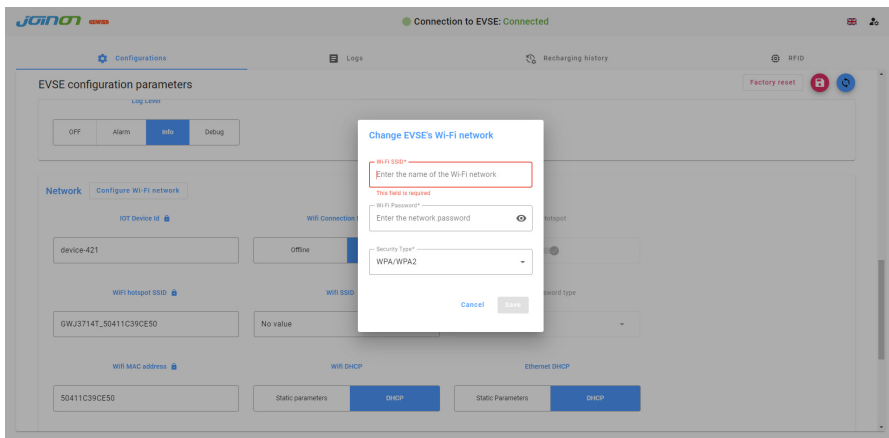 JOINON GEWISS
Connection to EVSE: Connected
Configurations
Logs
Recharging history
RFID
EVSE configuration parameters
Factory reset
Log Level
OFF
Alarm
Info
Debug
Change EVSE's Wi-Fi network
Wi-Fi SSID*
Enter the name of the Wi-Fi network
This field is required
Wi-Fi Password*
Enter the network password
Security Type*
WPA/WPA2
Cancel
Save
Network
Configure Wi-Fi network
IOT Device Id
Wifi Connection
hotspot
device-421
Offline
WiFi hotspot SSID
Wifi SSID
sword type
GWJ3714T_50411C39CE50
No value
Wifi MAC address
Wifi DHCP
Ethernet DHCP
50411C39CE50
Static parameters
DHCP
Static Parameters
DHCP